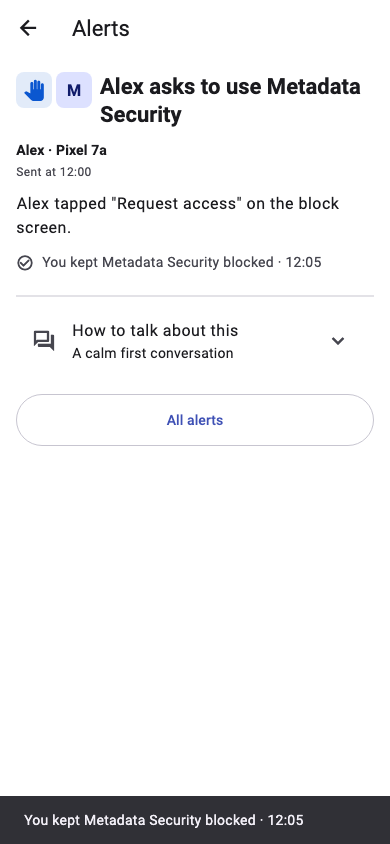 Alerts
M
Alex asks to use Metadata
Security
Alex · Pixel 7a
Sent at 12:00
Alex tapped "Request access" on the block
screen.
You kept Metadata Security blocked · 12:05
How to talk about this
A calm first conversation
All alerts
You kept Metadata Security blocked · 12:05